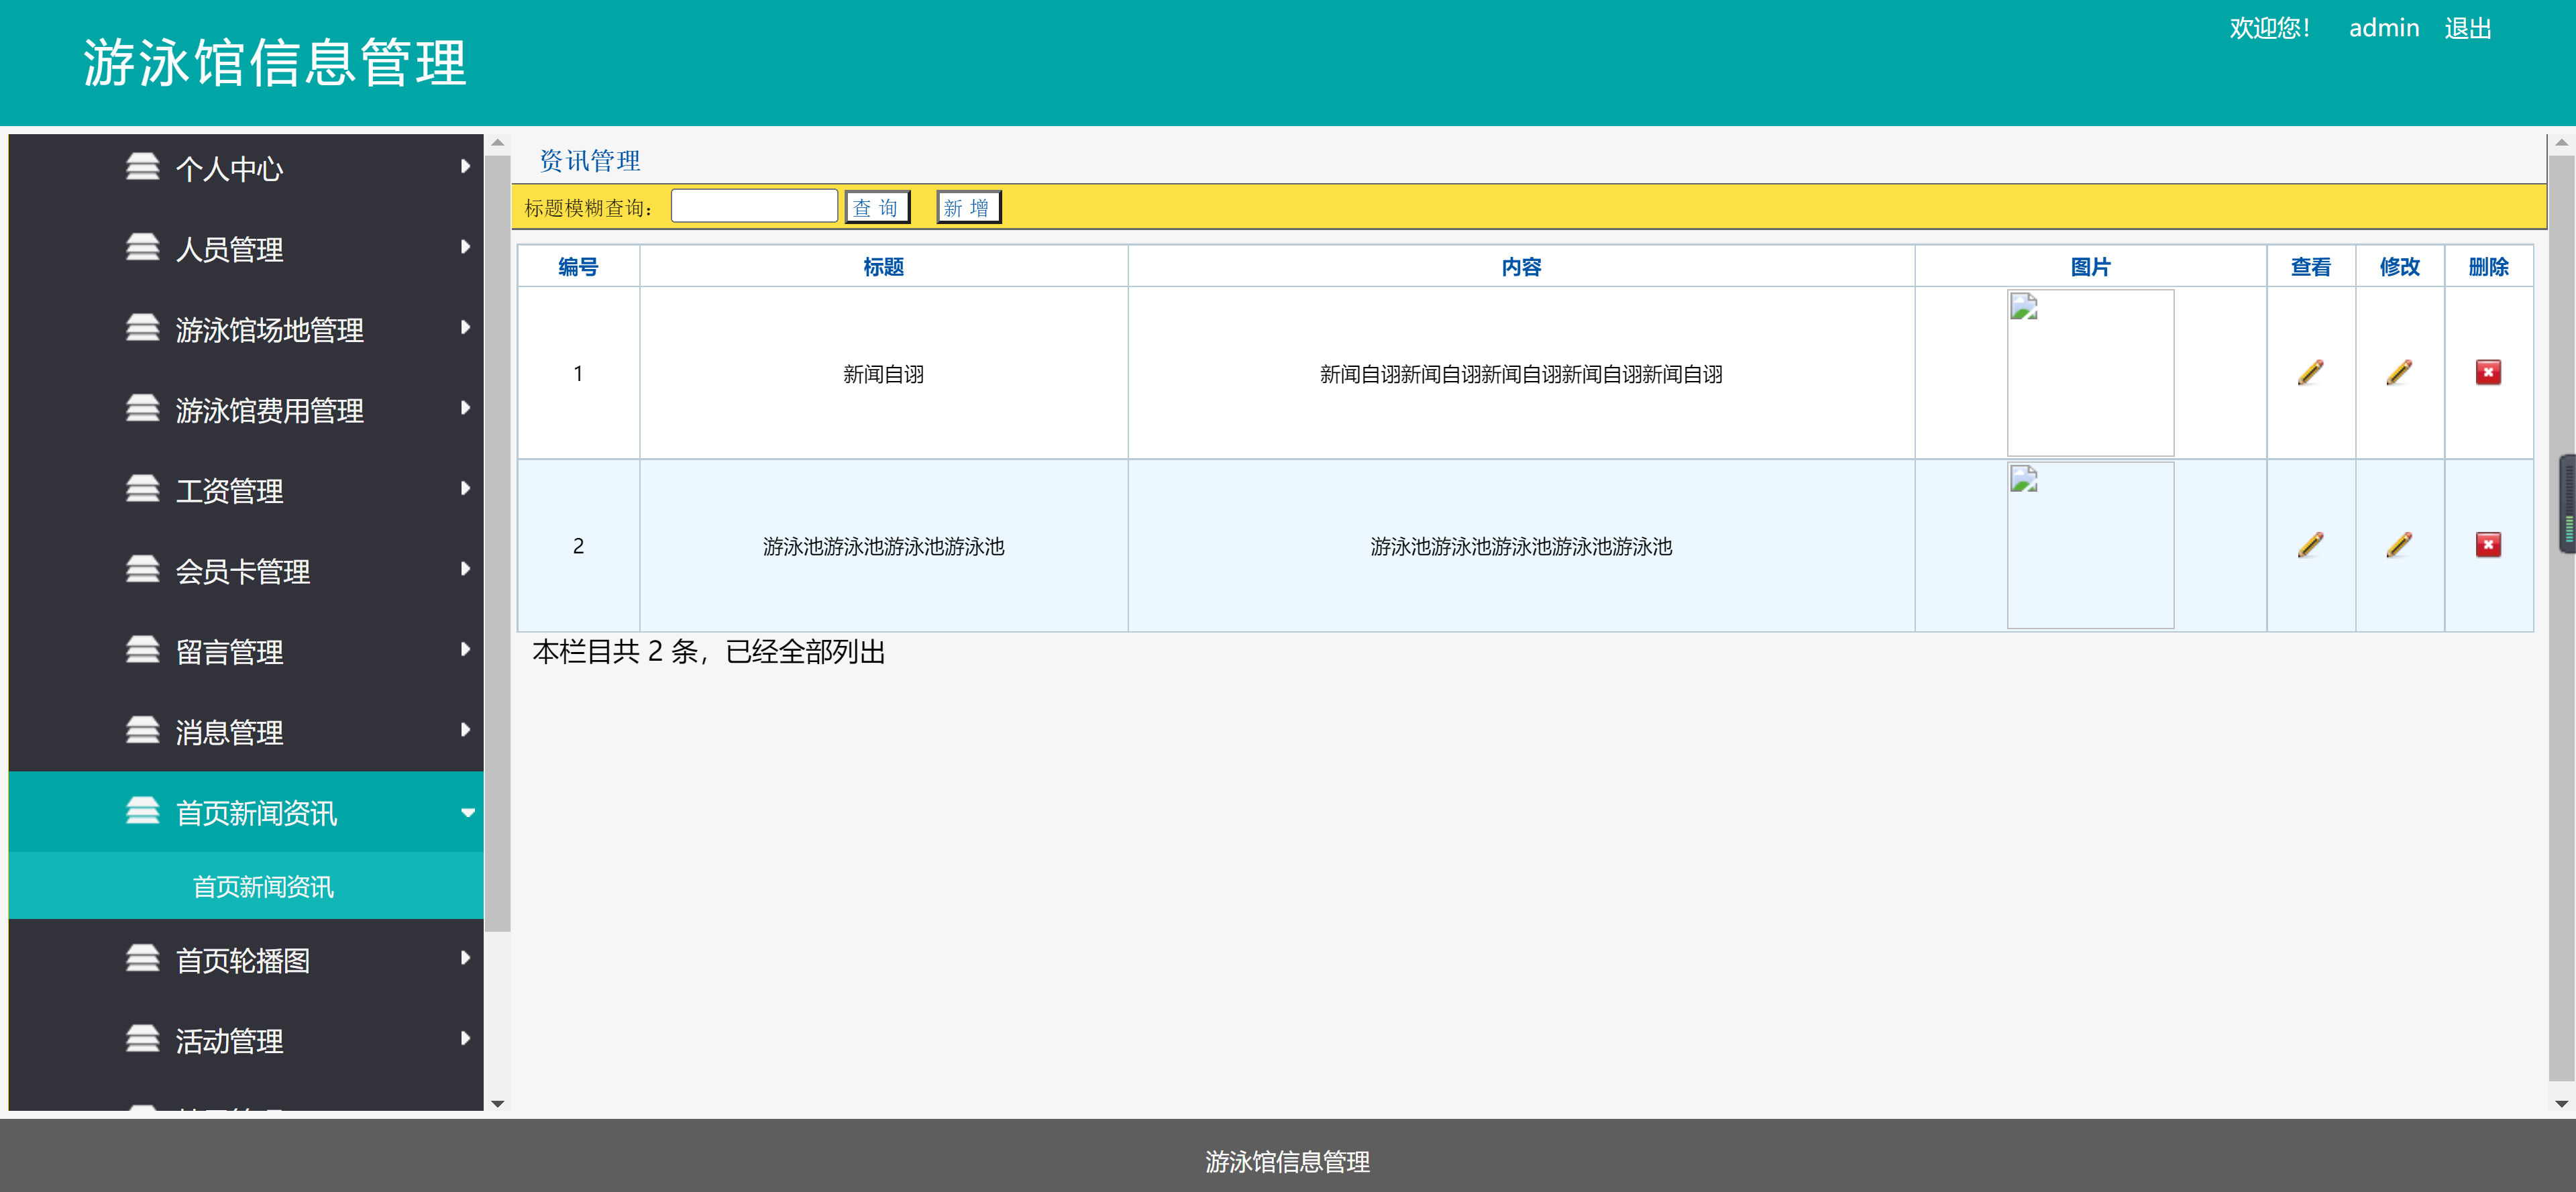 游泳馆信息管理
欢迎您！ admin 退出
个人中心
人员管理
游泳馆场地管理
游泳馆费用管理
工资管理
会员卡管理
留言管理
消息管理
首页新闻资讯
首页新闻资讯
首页轮播图
活动管理
资讯管理
标题模糊查询： 查 询 新 增
编号 标题 内容 图片 查看 修改 删除
1 新闻自诩 新闻自诩新闻自诩新闻自诩新闻自诩新闻自诩
2 游泳池游泳池游泳池游泳池 游泳池游泳池游泳池游泳池游泳池
本栏目共 2 条，已经全部列出
游泳馆信息管理